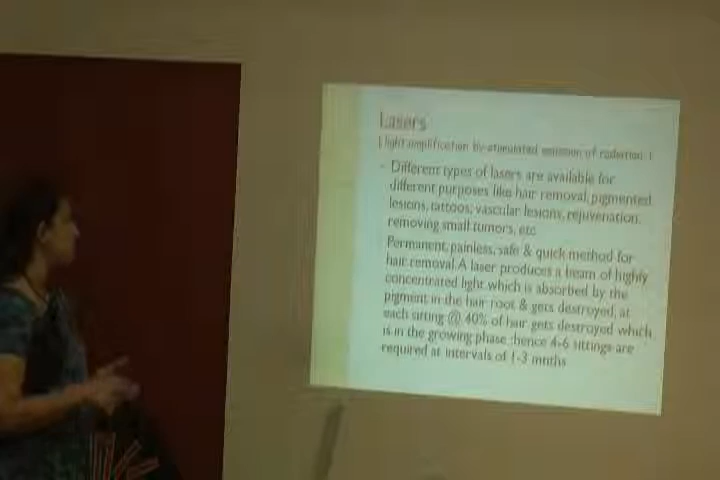 Lasers
( light amplification by stimulated emission of radiation )
Different types of lasers are available for
different purposes like hair removal, pigmented
lesions, tattoos, vascular lesions, rejuvenation,
removing small tumors, etc
Permanent, painless, safe & quick method for
hair removal. A laser produces a beam of highly
concentrated light which is absorbed by the
pigment in the hair root & gets destroyed, at
each sitting @ 40% of hair gets destroyed which
is in the growing phase ;hence 4-6 sittings are
required at intervals of 1-3 mnths